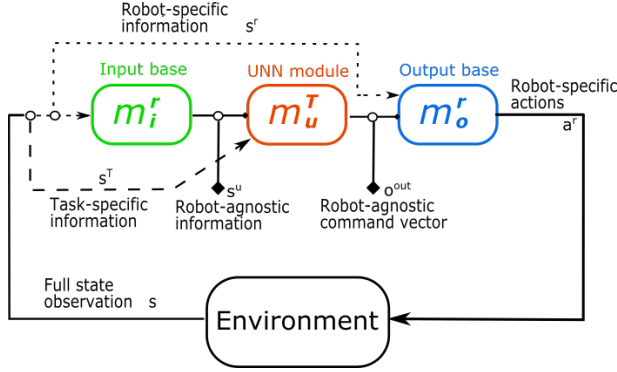 Robot-specific
information s^r
Input base
UNN module
Output base
Robot-specific
actions
a^r
m_i^r
m_u^T
m_o^r
s^T
Task-specific
information
s^u
Robot-agnostic
information
o^out
Robot-agnostic
command vector
Full state
observation s
Environment